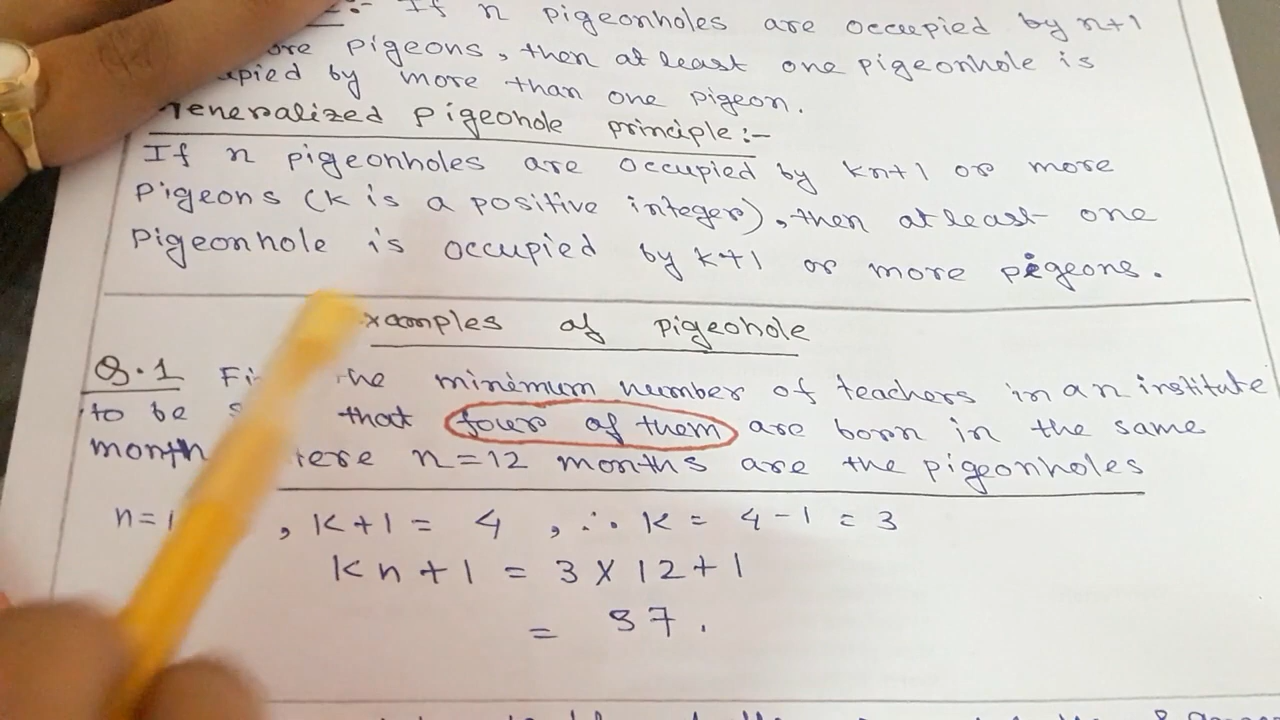 :- If n pigeonholes are occupied by n+1
ore pigeons, then at least one pigeonhole is
upied by more than one pigeon.
Generalized pigeohole principle:-
If n pigeonholes are occupied by kn+1 or more
pigeons (k is a positive integer), then at least one
pigeonhole is occupied by k+1 or more pigeons.
xamples of pigeohole
Q.1 Fi he minimum number of teachers in an institute
to be s that four of them are born in the same
month ere n=12 months are the pigeonholes
n=1 , K+1 = 4 , ∴ K = 4-1 = 3
Kn+1 = 3 X 12+1
= 37.